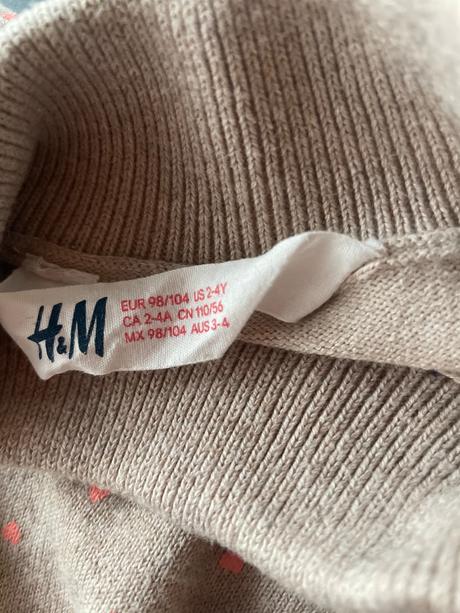 H&M
EUR 98/104 US 2-4Y
CA 2-4A CN 110/56
MX 98/104 AUS 3-4